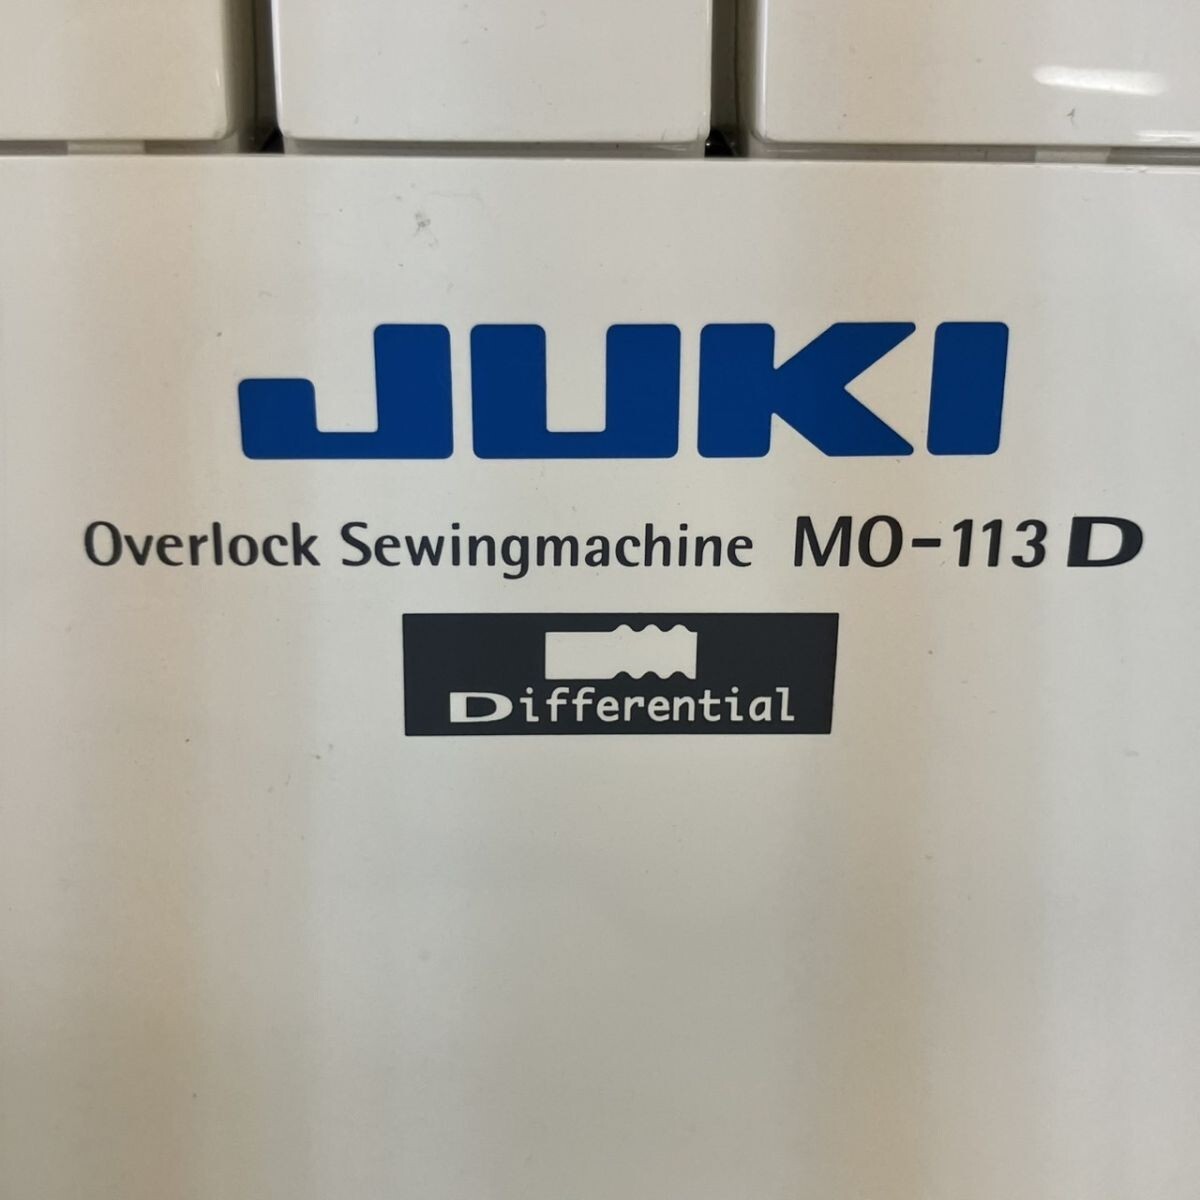 JUKI
Overlock Sewingmachine MO-113D
Differential